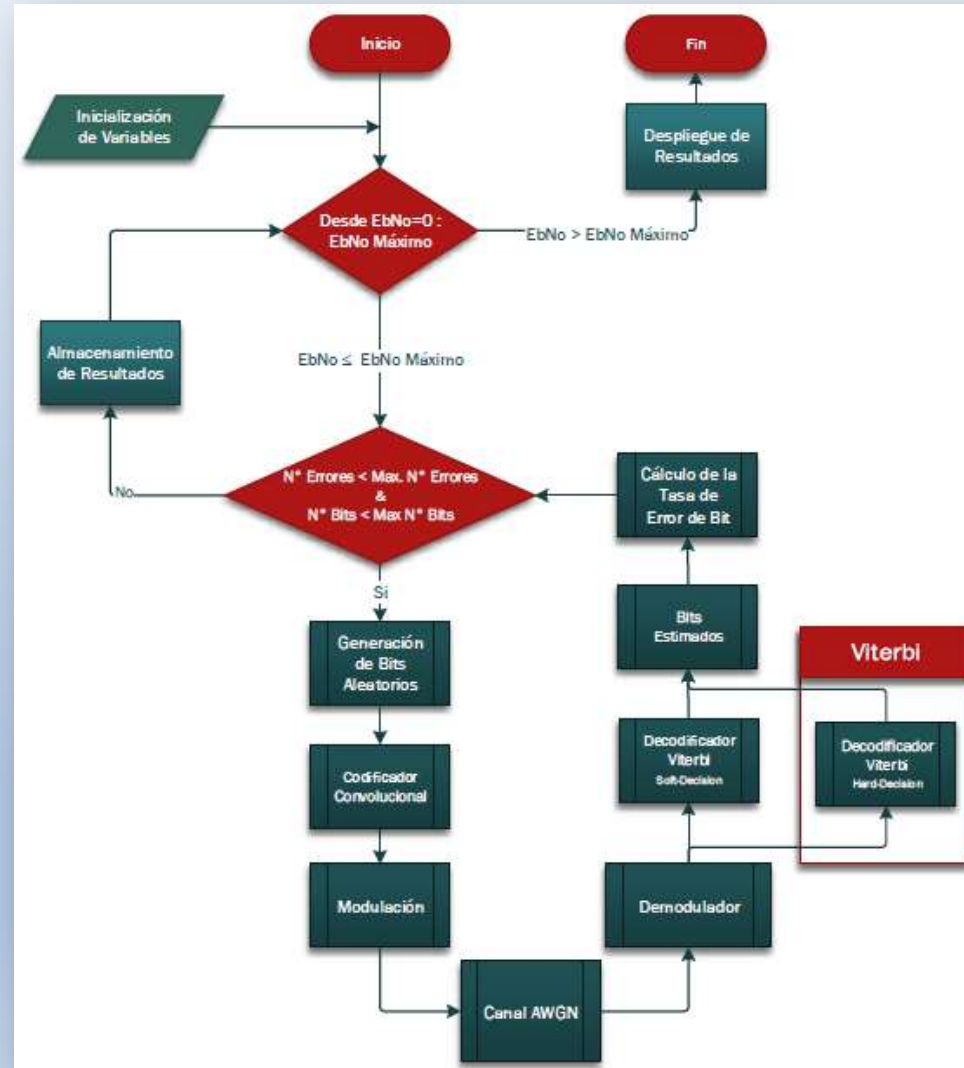 Inicio
Fin
Inicialización
de Variables
Despliegue de
Resultados
Desde EbNo=0 :
EbNo Máximo
EbNo > EbNo Máximo
Almacenamiento
de Resultados
EbNo ≤ EbNo Máximo
N° Errores < Max. N° Errores
&
N° Bits < Max N° Bits
No
Si
Cálculo de la
Tasa de
Error de Bit
Generación
de Bits
Aleatorios
Bits
Estimados
Viterbi
Codificador
Convolucional
Decodificador
Viterbi
Soft-Decision
Decodificador
Viterbi
Hard-Decision
Modulación
Demodulador
Canal AWGN